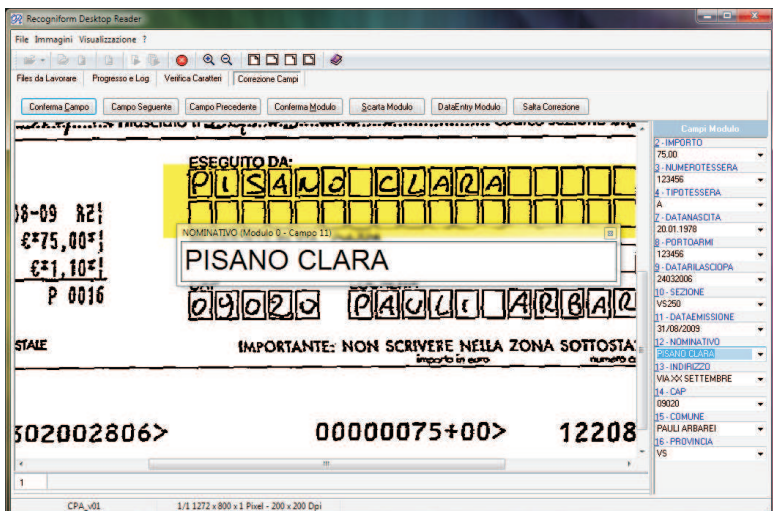 Recogniform Desktop Reader
File Immagini Visualizzazione ?
Files da Lavorare Progresso e Log Verifica Caratteri Correzione Campi
Conferma Campo Campo Seguente Campo Precedente Conferma Modulo Scarta Modulo DataEntry Modulo Salta Correzione
ESEGUITO DA:
PISANO CLARA
NOMINATIVO (Modulo 0 - Campo 11)
PISANO CLARA
€*75,00*
€*1,10*
P 0016
09020 PAULI ARBAR
STALE IMPORTANTE: NON SCRIVERE NELLA ZONA SOTTOSTA
importo in euro
302002806> 00000075+00> 12208
1
CPA_v01 1/1 1272 x 800 x 1 Pixel - 200 x 200 Dpi
Campi Modulo
2 - IMPORTO
75,00
3 - NUMEROTESSERA
123456
4 - TIPOTESSERA
A
7 - DATANASCITA
20.01.1978
8 - PORTOARMI
123456
9 - DATARILASCIOPA
24032006
10 - SEZIONE
VS250
11 - DATAEMISSIONE
31/08/2009
12 - NOMINATIVO
PISANO CLARA
13 - INDIRIZZO
VIA XX SETTEMBRE
14 - CAP
09020
15 - COMUNE
PAULI ARBAREI
16 - PROVINCIA
VS